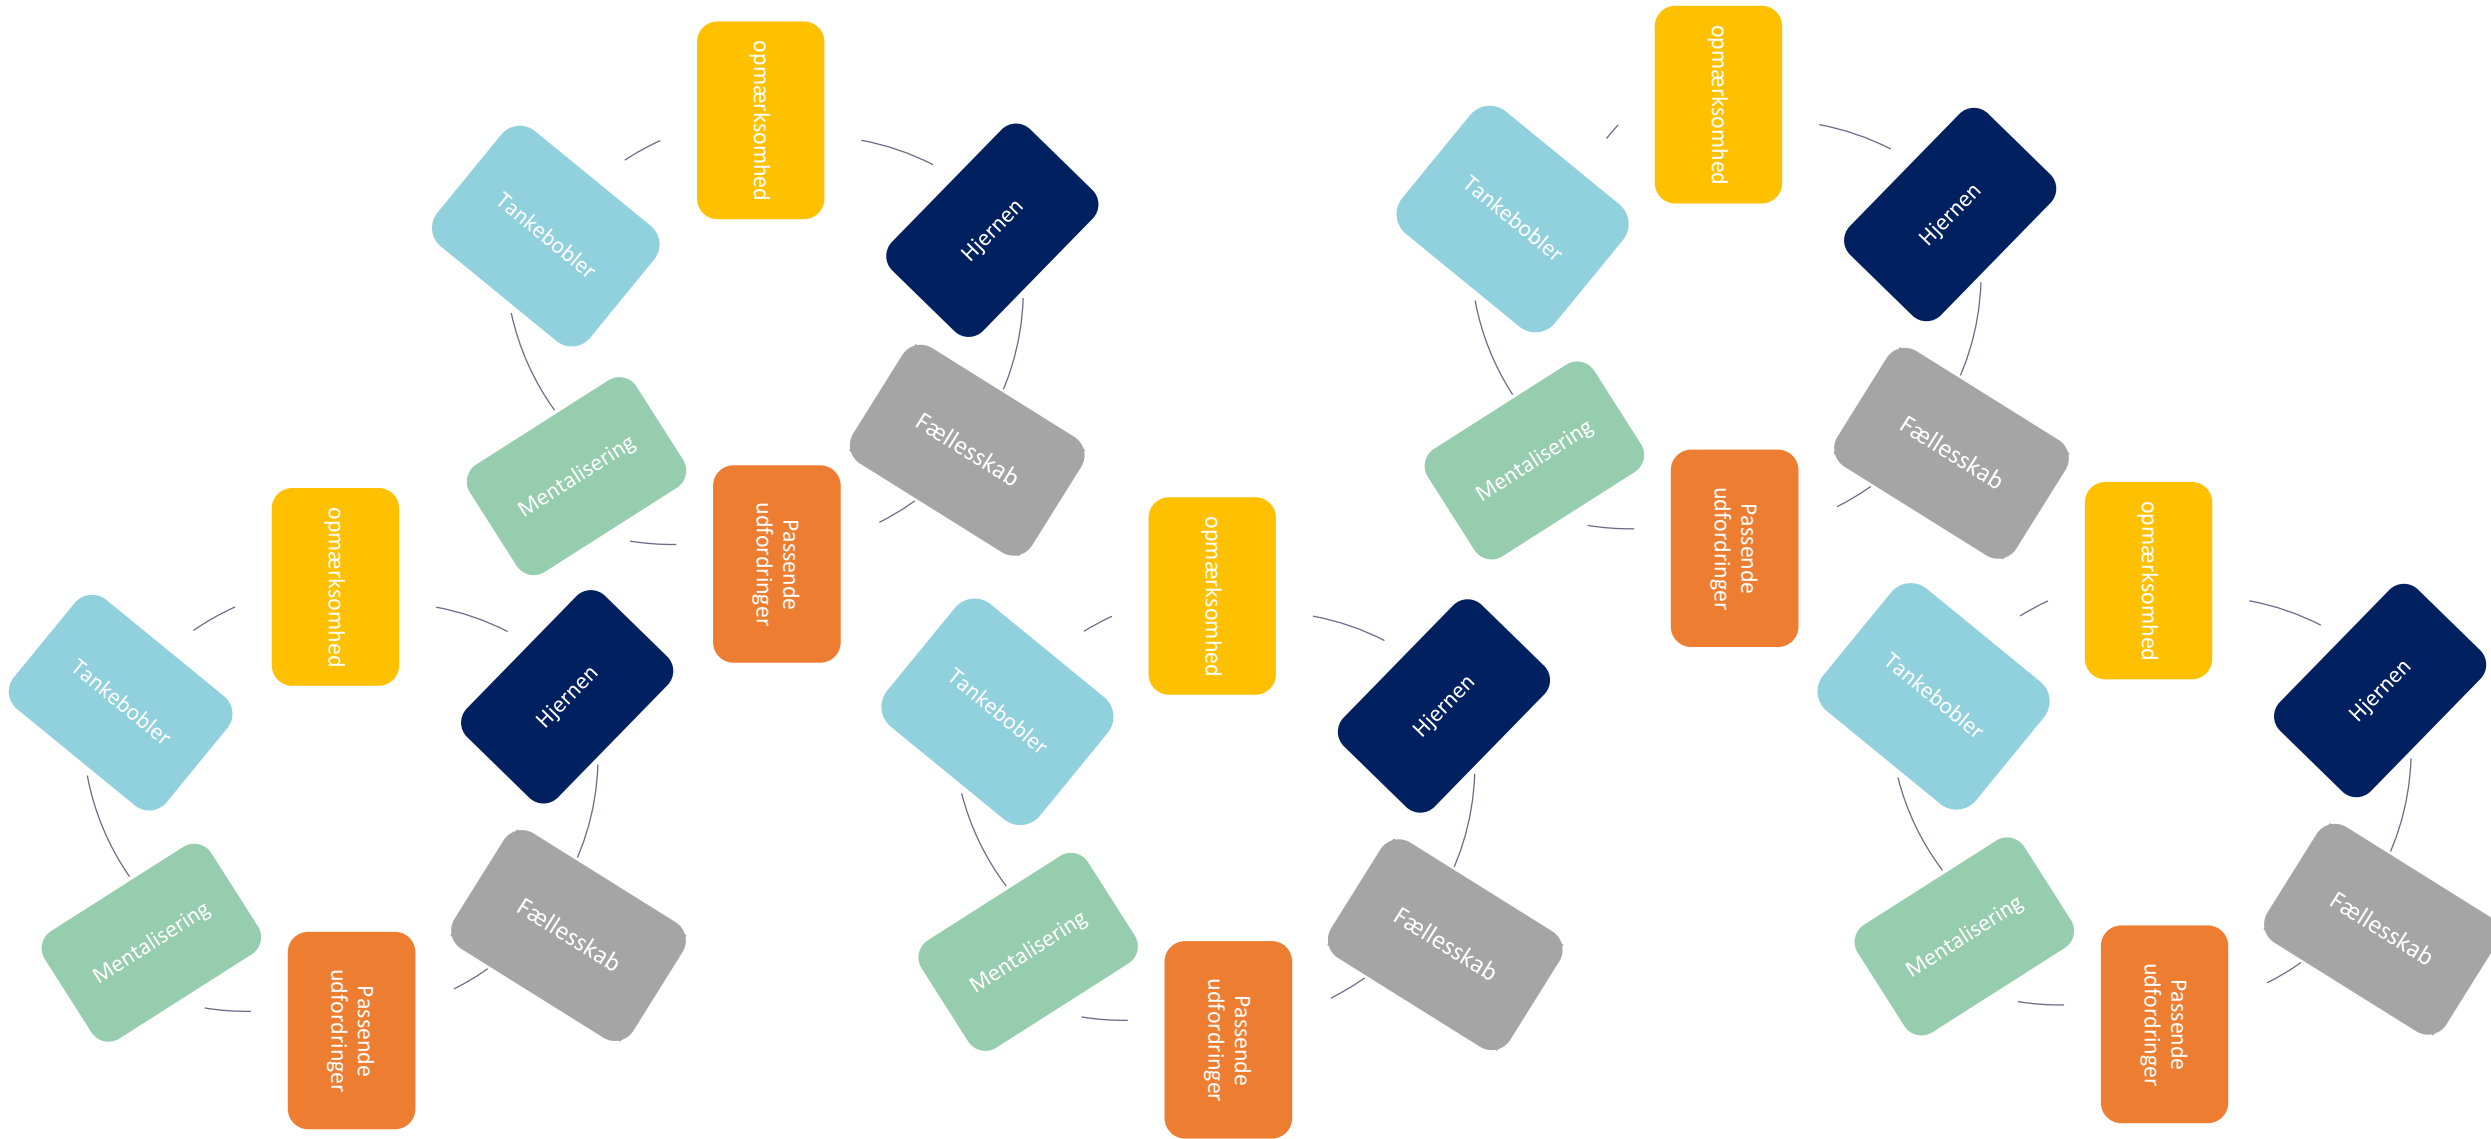 opmærksomhed
Tankebobler
Hjernen
Fællesskab
Mentalisering
Passende
udfordringer
opmærksomhed
Tankebobler
Hjernen
Fællesskab
Mentalisering
Passende
udfordringer
opmærksomhed
Tankebobler
Hjernen
Fællesskab
Mentalisering
Passende
udfordringer
opmærksomhed
Tankebobler
Hjernen
Fællesskab
Mentalisering
Passende
udfordringer
opmærksomhed
Tankebobler
Hjernen
Fællesskab
Mentalisering
Passende
udfordringer